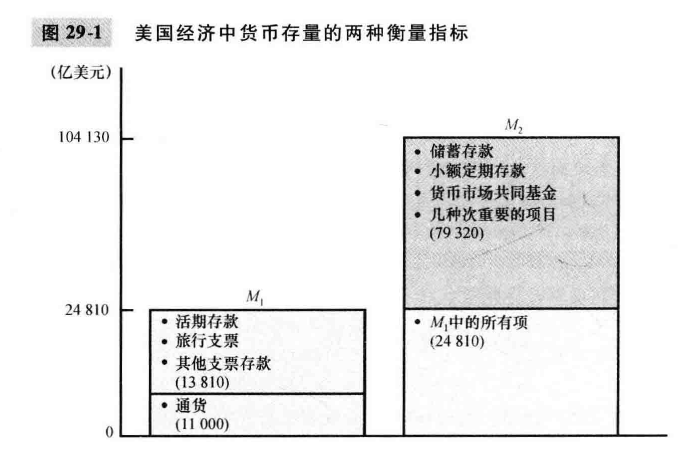 图 29-1 美国经济中货币存量的两种衡量指标
(亿美元)
104 130
24 810
0
M₁
• 活期存款
• 旅行支票
• 其他支票存款
(13 810)
• 通货
(11 000)
M₂
• 储蓄存款
• 小额定期存款
• 货币市场共同基金
• 几种次重要的项目
(79 320)
• M₁中的所有项
(24 810)